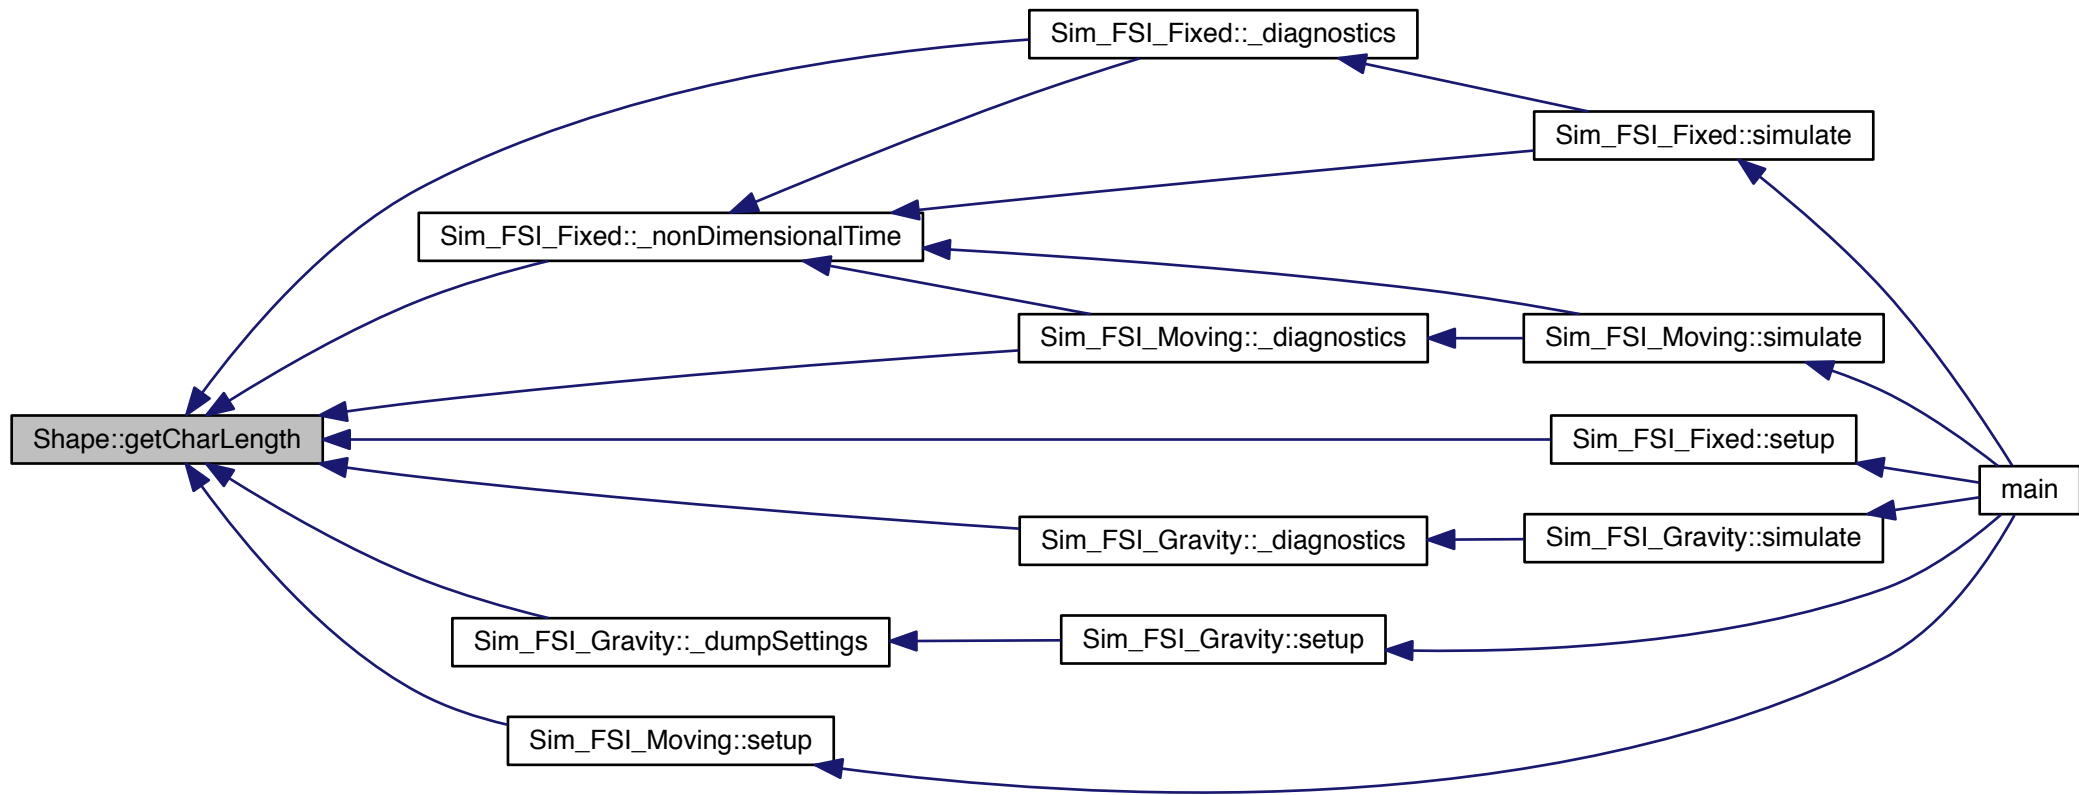 Sim_FSI_Fixed::_diagnostics
Sim_FSI_Fixed::simulate
Sim_FSI_Fixed::_nonDimensionalTime
Sim_FSI_Moving::_diagnostics
Sim_FSI_Moving::simulate
Shape::getCharLength
Sim_FSI_Fixed::setup
main
Sim_FSI_Gravity::_diagnostics
Sim_FSI_Gravity::simulate
Sim_FSI_Gravity::_dumpSettings
Sim_FSI_Gravity::setup
Sim_FSI_Moving::setup